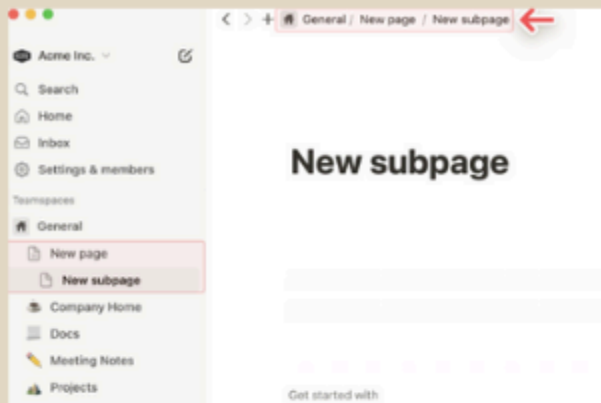 General / New page / New subpage
Acme Inc.
Search
Home
Inbox
Settings & members
Teamspaces
General
New page
New subpage
Company Home
Docs
Meeting Notes
Projects
New subpage
Get started with